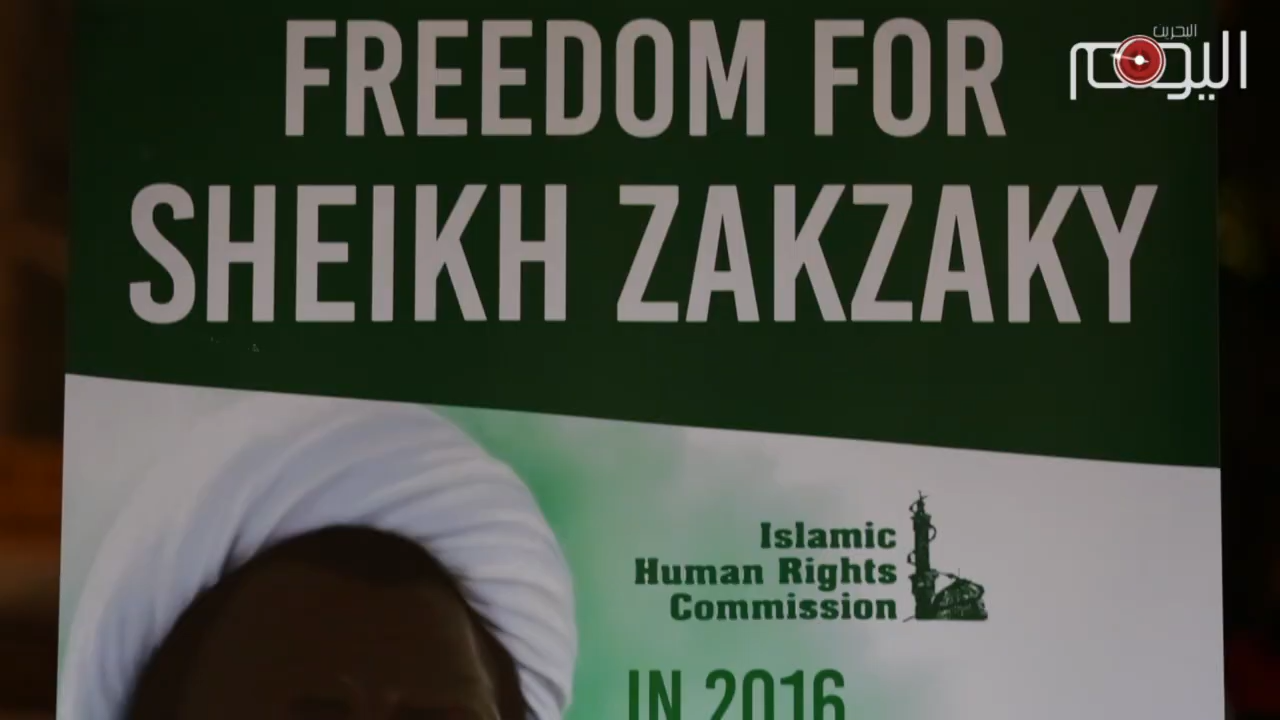 البحرين
اليوم
FREEDOM FOR
SHEIKH ZAKZAKY
Islamic
Human Rights
Commission
IN 2016